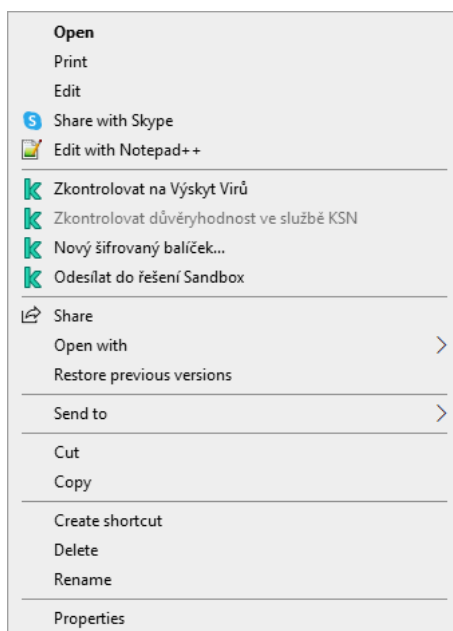 Open
Print
Edit
Share with Skype
Edit with Notepad++
Zkontrolovat na Výskyt Virů
Zkontrolovat důvěryhodnost ve službě KSN
Nový šifrovaný balíček...
Odesílat do řešení Sandbox
Share
Open with
Restore previous versions
Send to
Cut
Copy
Create shortcut
Delete
Rename
Properties